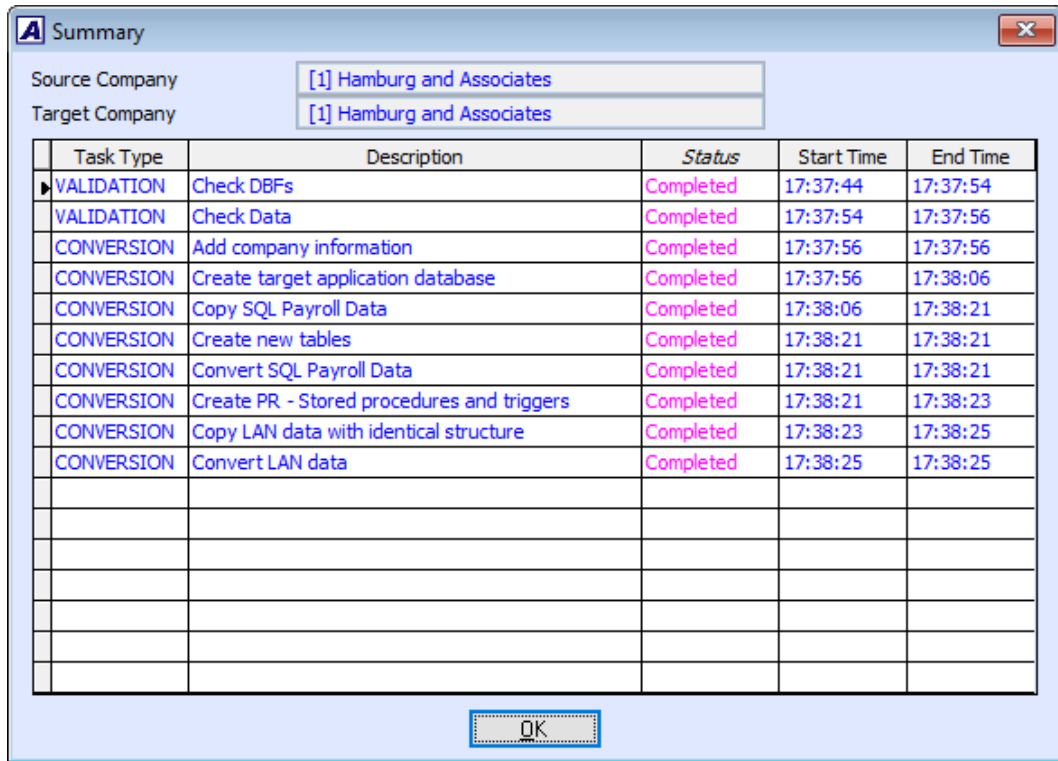 A Summary
Source Company [1] Hamburg and Associates
Target Company [1] Hamburg and Associates
Task Type Description Status Start Time End Time
VALIDATION Check DBFs Completed 17:37:44 17:37:54
VALIDATION Check Data Completed 17:37:54 17:37:56
CONVERSION Add company information Completed 17:37:56 17:37:56
CONVERSION Create target application database Completed 17:37:56 17:38:06
CONVERSION Copy SQL Payroll Data Completed 17:38:06 17:38:21
CONVERSION Create new tables Completed 17:38:21 17:38:21
CONVERSION Convert SQL Payroll Data Completed 17:38:21 17:38:21
CONVERSION Create PR - Stored procedures and triggers Completed 17:38:21 17:38:23
CONVERSION Copy LAN data with identical structure Completed 17:38:23 17:38:25
CONVERSION Convert LAN data Completed 17:38:25 17:38:25
OK